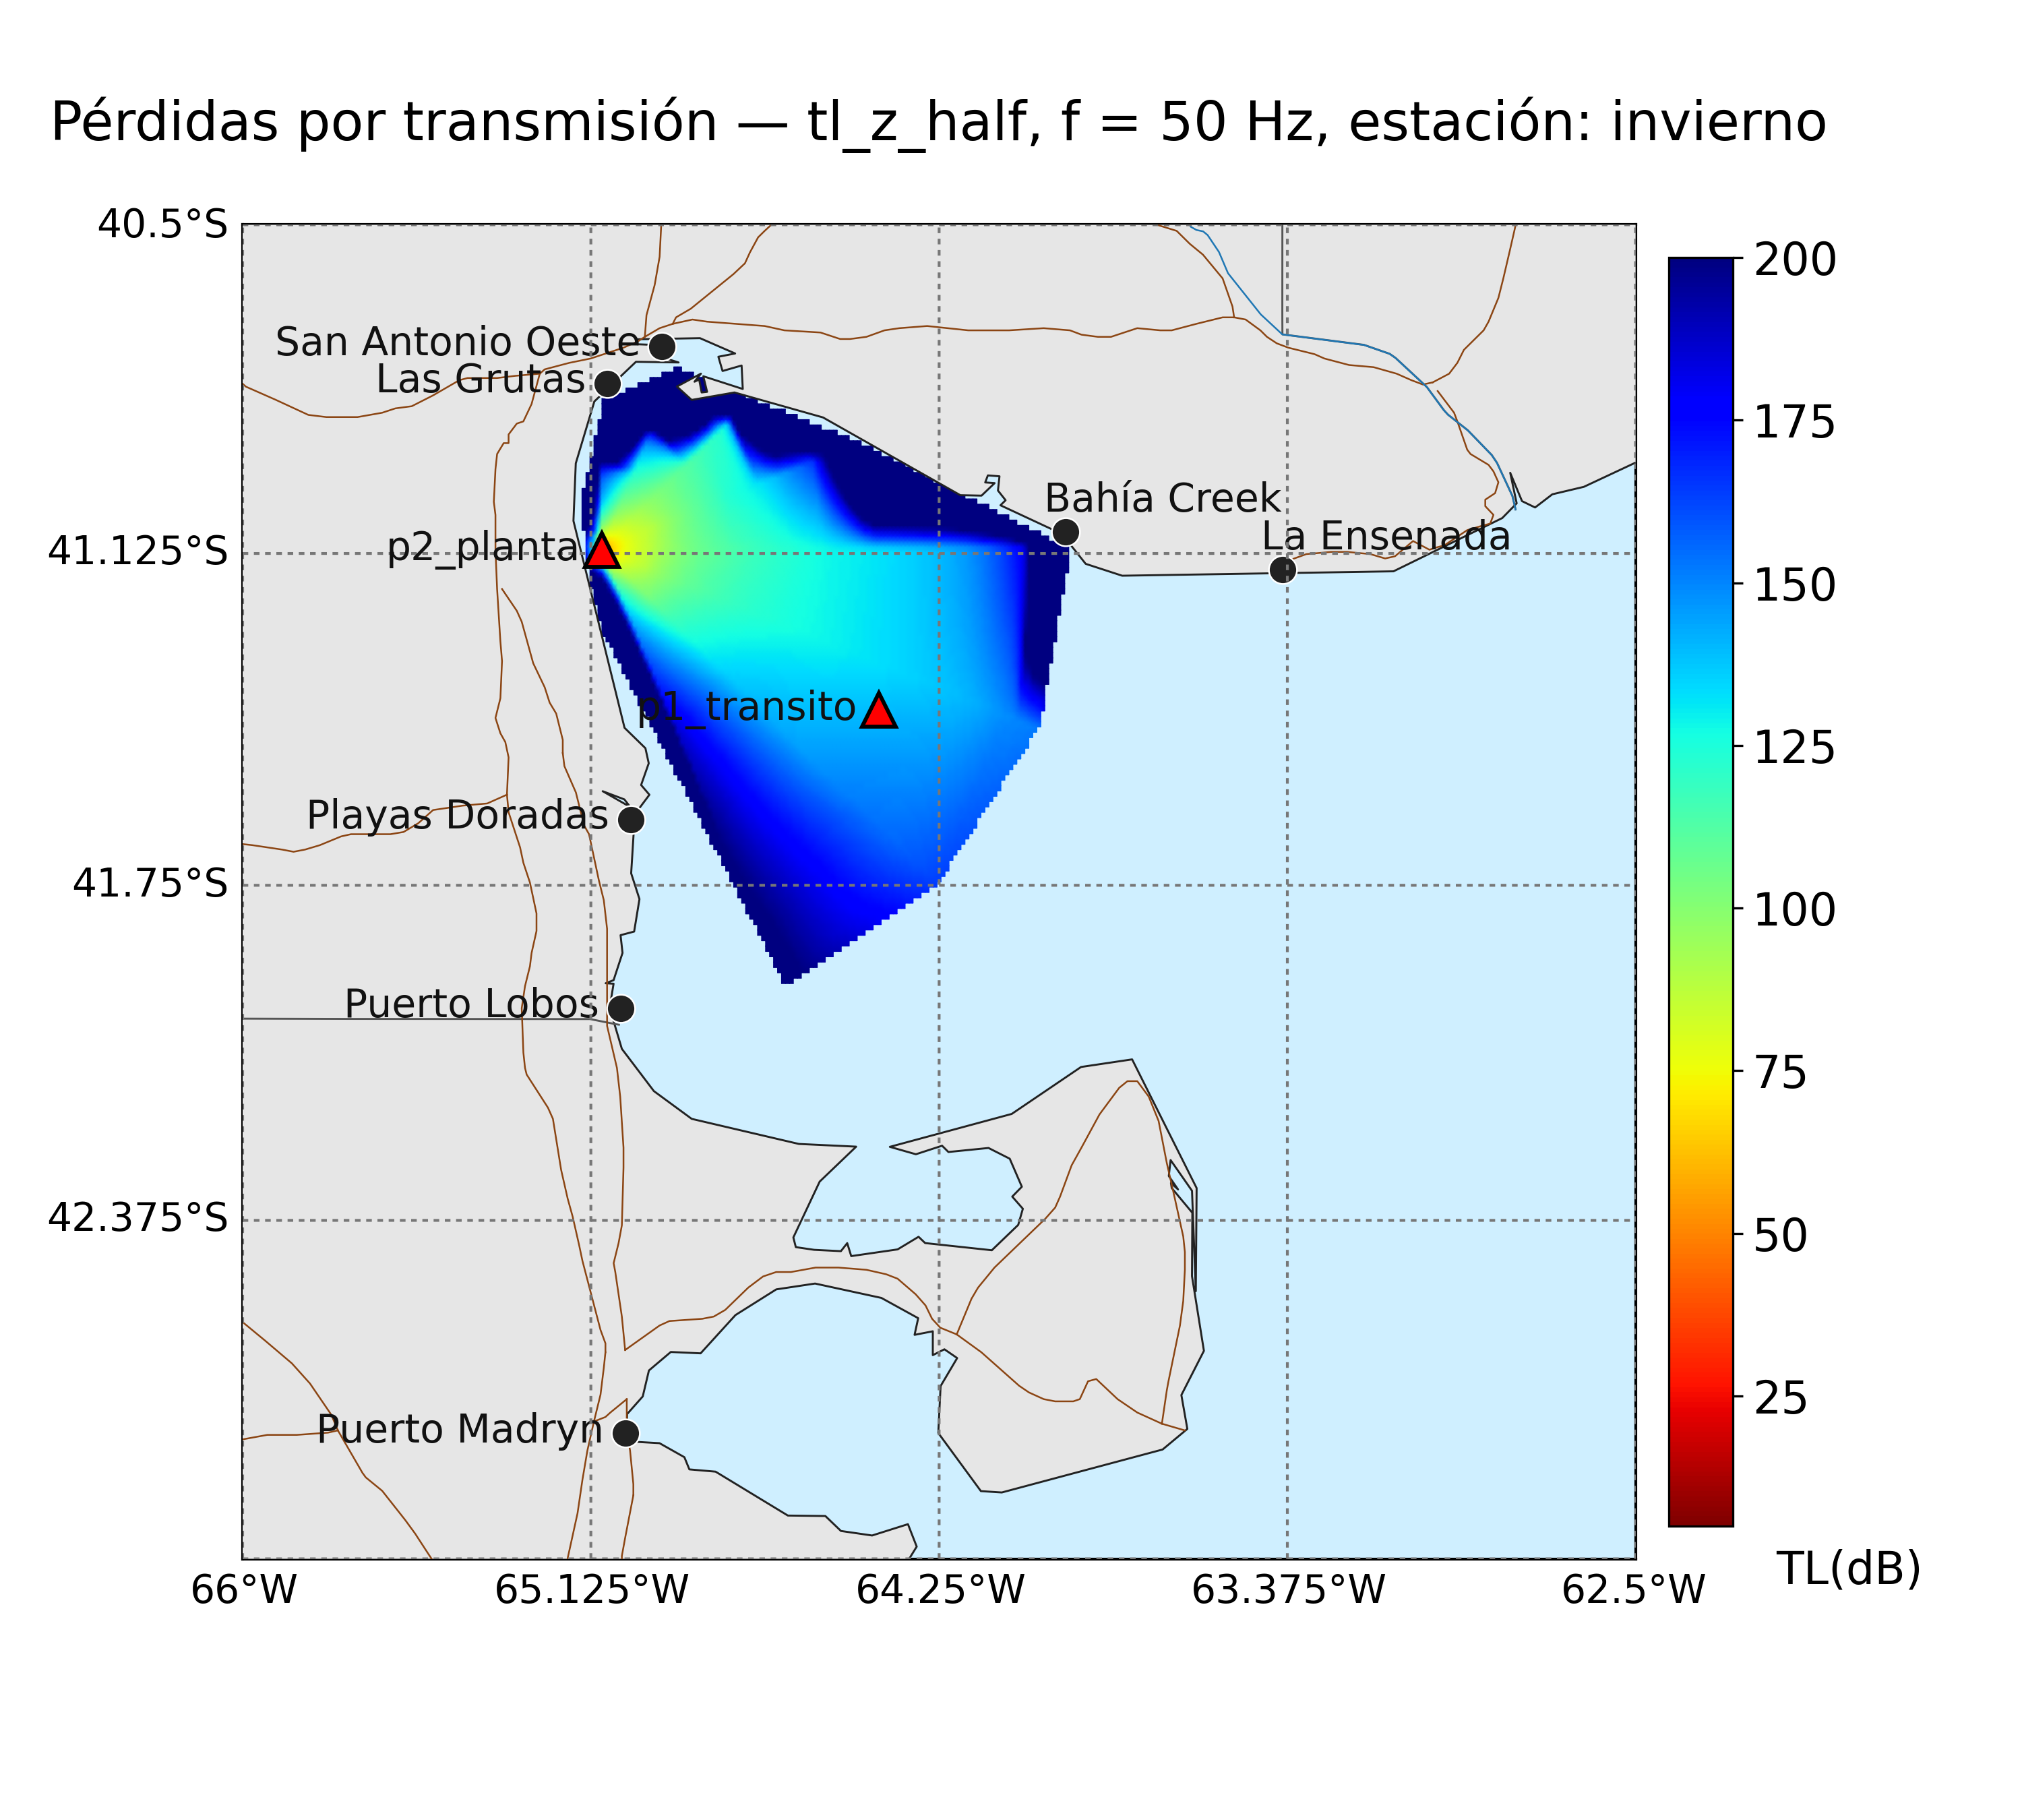 Pérdidas por transmisión — tl_z_half, f = 50 Hz, estación: invierno
40.5°S
200
San Antonio Oeste
Las Grutas
175
Bahía Creek
La Ensenada
p2_planta
41.125°S
150
p1_transito
125
Playas Doradas
41.75°S
100
Puerto Lobos
75
42.375°S
50
25
Puerto Madryn
TL(dB)
66°W 65.125°W 64.25°W 63.375°W 62.5°W